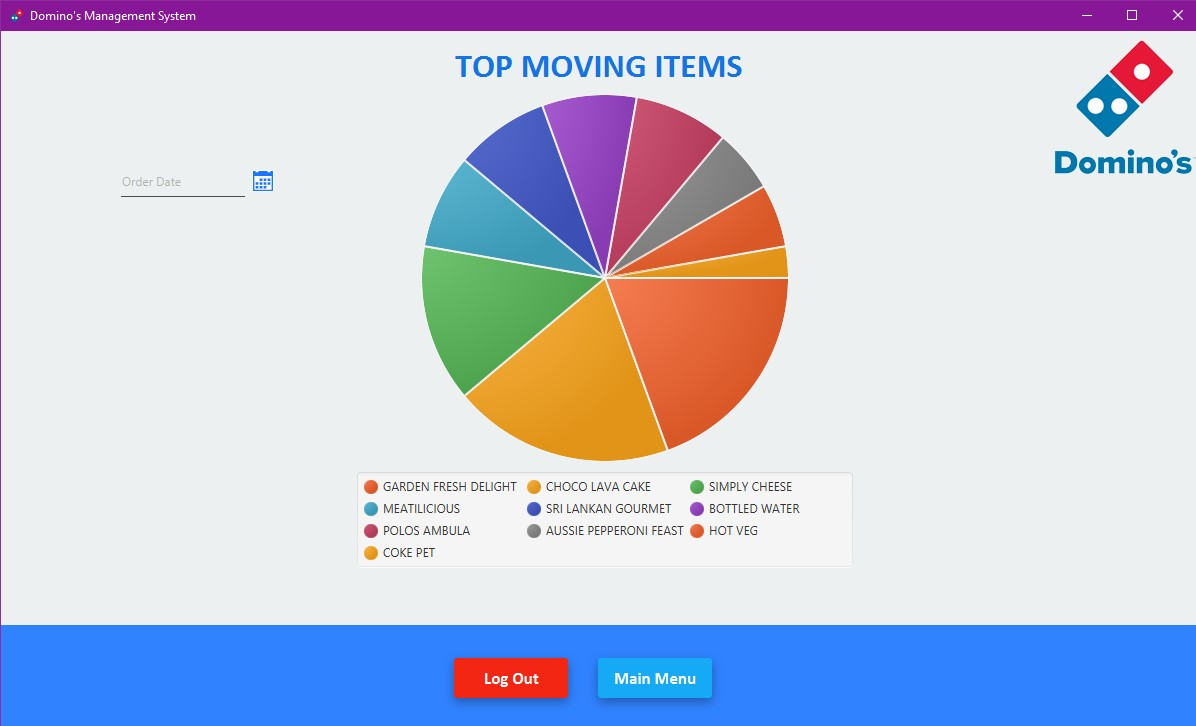 Domino's Management System
TOP MOVING ITEMS
Domino's
Order Date
GARDEN FRESH DELIGHT CHOCO LAVA CAKE SIMPLY CHEESE
MEATILICIOUS SRI LANKAN GOURMET BOTTLED WATER
POLOS AMBULA AUSSIE PEPPERONI FEAST HOT VEG
COKE PET
Log Out Main Menu